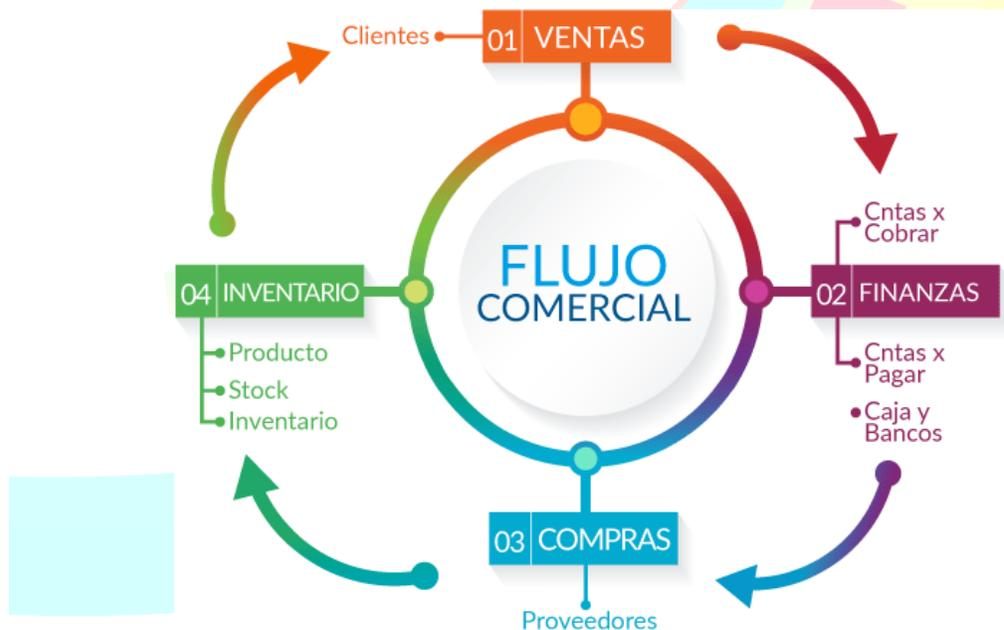 Clientes
01 VENTAS
Cntas x
Cobrar
02 FINANZAS
Cntas x
Pagar
Caja y
Bancos
FLUJO
COMERCIAL
03 COMPRAS
Proveedores
04 INVENTARIO
Producto
Stock
Inventario